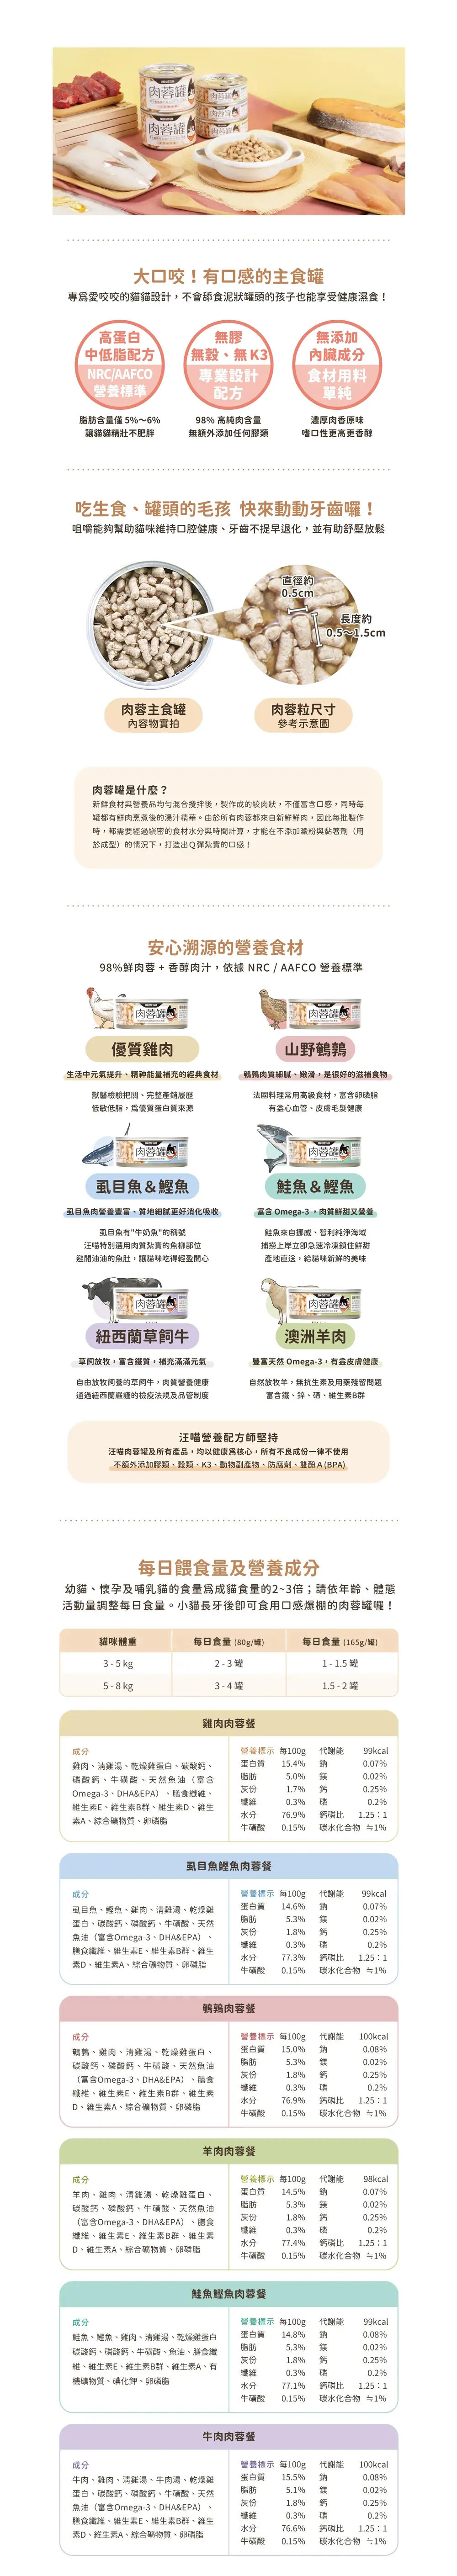 肉蓉罐
肉蓉罐
大口咬！有口感的主食罐
專為愛咬咬的貓貓設計，不會舔食泥狀罐頭的孩子也能享受健康濕食！
高蛋白
中低脂配方
NRC/AAFCO
營養標準
脂肪含量僅 5%～6%
讓貓貓精壯不肥胖
無膠
無穀、無 K3
專業設計
配方
98% 高純肉含量
無額外添加任何膠類
無添加
內臟成分
食材用料
單純
濃厚肉香原味
嗜口性更高更香醇
吃生食、罐頭的毛孩 快來動動牙齒囉！
咀嚼能夠幫助貓咪維持口腔健康、牙齒不提早退化，並有助舒壓放鬆
直徑約
0.5cm
長度約
0.5～1.5cm
肉蓉主食罐
內容物實拍
肉蓉粒尺寸
參考示意圖
肉蓉罐是什麼？
新鮮食材與營養品均勻混合攪拌後，製作成的絞肉狀，不僅富含口感，同時每
罐都有鮮肉烹煮後的湯汁精華。由於所有肉蓉都來自新鮮鮮肉，因此每批製作
時，都需要經過縝密的食材水分與時間計算，才能在不添加澱粉與黏著劑（用
於成型）的情況下，打造出Q彈紮實的口感！
安心溯源的營養食材
98%鮮肉蓉 + 香醇肉汁，依據 NRC / AAFCO 營養標準
肉蓉罐
優質雞肉
生活中元氣提升、精神能量補充的經典食材
獸醫檢驗把關、完整產銷履歷
低敏低脂，為優質蛋白質來源
肉蓉罐
山野鵪鶉
鵪鶉肉質細膩、嫩滑，是很好的滋補食物
法國料理常用高級食材，富含卵磷脂
有益心血管、皮膚毛髮健康
肉蓉罐
虱目魚＆鰹魚
虱目魚肉營養豐富、質地細膩更好消化吸收
虱目魚有"牛奶魚"的稱號
汪喵特別選用肉質紮實的魚柳部位
避開油油的魚肚，讓貓咪吃得輕盈開心
肉蓉罐
鮭魚＆鰹魚
富含 Omega-3 ，肉質鮮甜又營養
鮭魚來自挪威、智利純淨海域
捕撈上岸立即急速冷凍鎖住鮮甜
產地直送，給貓咪新鮮的美味
肉蓉罐
紐西蘭草飼牛
草飼放牧，富含鐵質，補充滿滿元氣
自由放牧飼養的草飼牛，肉質營養健康
通過紐西蘭嚴謹的檢疫法規及品管制度
肉蓉罐
澳洲羊肉
豐富天然 Omega-3，有益皮膚健康
自然放牧羊，無抗生素及用藥殘留問題
富含鐵、鋅、硒、維生素B群
汪喵營養配方師堅持
汪喵肉蓉罐及所有產品，均以健康為核心，所有不良成份一律不使用
不額外添加膠類、穀類、K3、動物副產物、防腐劑、雙酚 A (BPA)
每日餵食量及營養成分
幼貓、懷孕及哺乳貓的食量為成貓食量的2~3倍；請依年齡、體態
活動量調整每日食量。小貓長牙後即可食用口感爆棚的肉蓉罐囉！
貓咪體重 每日食量 (80g/罐) 每日食量 (165g/罐)
3 - 5 kg 2 - 3 罐 1 - 1.5 罐
5 - 8 kg 3 - 4 罐 1.5 - 2 罐
雞肉肉蓉餐
成分
雞肉、清雞湯、乾燥雞蛋白、碳酸鈣、
磷酸鈣、牛磺酸、天然魚油（富含
Omega-3、DHA&EPA）、膳食纖維、
維生素E、維生素B群、維生素D、維生
素A、綜合礦物質、卵磷脂
營養標示 每100g 代謝能 99kcal
蛋白質 15.4% 鈉 0.07%
脂肪 5.0% 鎂 0.02%
灰份 1.7% 鈣 0.25%
纖維 0.3% 磷 0.2%
水分 76.9% 鈣磷比 1.25：1
牛磺酸 0.15% 碳水化合物 ≒1%
虱目魚鰹魚肉蓉餐
成分
虱目魚、鰹魚、雞肉、清雞湯、乾燥雞
蛋白、碳酸鈣、磷酸鈣、牛磺酸、天然
魚油（富含Omega-3、DHA&EPA）、
膳食纖維、維生素E、維生素B群、維生
素D、維生素A、綜合礦物質、卵磷脂
營養標示 每100g 代謝能 99kcal
蛋白質 14.6% 鈉 0.07%
脂肪 5.3% 鎂 0.02%
灰份 1.8% 鈣 0.25%
纖維 0.3% 磷 0.2%
水分 77.3% 鈣磷比 1.25：1
牛磺酸 0.15% 碳水化合物 ≒1%
鵪鶉肉蓉餐
成分
鵪鶉、雞肉、清雞湯、乾燥雞蛋白、
碳酸鈣、磷酸鈣、牛磺酸、天然魚油
（富含Omega-3、DHA&EPA）、膳食
纖維、維生素E、維生素B群、維生素
D、維生素A、綜合礦物質、卵磷脂
營養標示 每100g 代謝能 100kcal
蛋白質 15.0% 鈉 0.08%
脂肪 5.3% 鎂 0.02%
灰份 1.8% 鈣 0.25%
纖維 0.3% 磷 0.2%
水分 76.9% 鈣磷比 1.25：1
牛磺酸 0.15% 碳水化合物 ≒1%
羊肉肉蓉餐
成分
羊肉、雞肉、清雞湯、乾燥雞蛋白、
碳酸鈣、磷酸鈣、牛磺酸、天然魚油
（富含Omega-3、DHA&EPA）、膳食
纖維、維生素E、維生素B群、維生素
D、維生素A、綜合礦物質、卵磷脂
營養標示 每100g 代謝能 98kcal
蛋白質 14.5% 鈉 0.07%
脂肪 5.3% 鎂 0.02%
灰份 1.8% 鈣 0.25%
纖維 0.3% 磷 0.2%
水分 77.4% 鈣磷比 1.25：1
牛磺酸 0.15% 碳水化合物 ≒1%
鮭魚鰹魚肉蓉餐
成分
鮭魚、鰹魚、雞肉、清雞湯、乾燥雞蛋白
碳酸鈣、磷酸鈣、牛磺酸、魚油、膳食纖
維、維生素E、維生素B群、維生素A、有
機礦物質、碘化鉀、卵磷脂
營養標示 每100g 代謝能 99kcal
蛋白質 14.8% 鈉 0.08%
脂肪 5.3% 鎂 0.02%
灰份 1.8% 鈣 0.25%
纖維 0.3% 磷 0.2%
水分 77.1% 鈣磷比 1.25：1
牛磺酸 0.15% 碳水化合物 ≒1%
牛肉肉蓉餐
成分
牛肉、雞肉、清雞湯、牛肉湯、乾燥雞
蛋白、碳酸鈣、磷酸鈣、牛磺酸、天然
魚油（富含Omega-3、DHA&EPA）、
膳食纖維、維生素E、維生素B群、維生
素D、維生素A、綜合礦物質、卵磷脂
營養標示 每100g 代謝能 100kcal
蛋白質 15.5% 鈉 0.08%
脂肪 5.1% 鎂 0.02%
灰份 1.8% 鈣 0.25%
纖維 0.3% 磷 0.2%
水分 76.6% 鈣磷比 1.25：1
牛磺酸 0.15% 碳水化合物 ≒1%